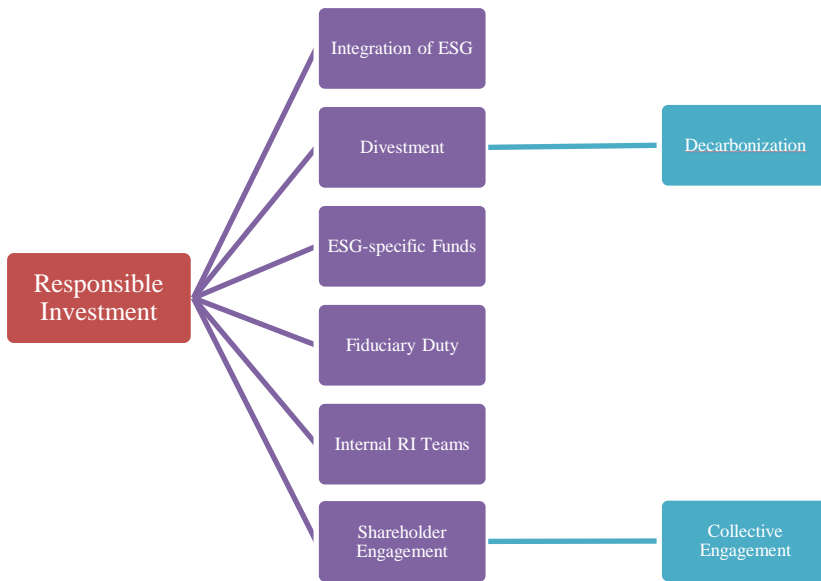 Integration of ESG
Divestment
Decarbonization
ESG-specific Funds
Responsible
Investment
Fiduciary Duty
Internal RI Teams
Shareholder
Engagement
Collective
Engagement